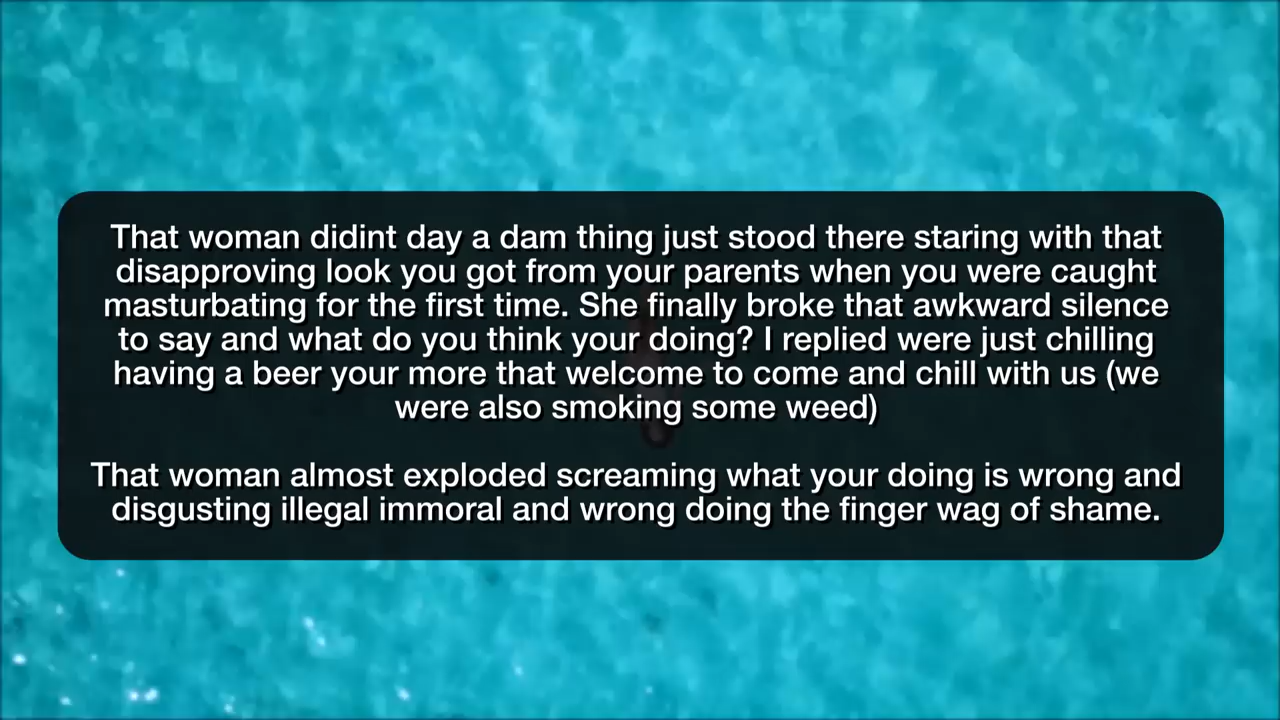 That woman didint day a dam thing just stood there staring with that
disapproving look you got from your parents when you were caught
masturbating for the first time. She finally broke that awkward silence
to say and what do you think your doing? I replied were just chilling
having a beer your more that welcome to come and chill with us (we
were also smoking some weed)
That woman almost exploded screaming what your doing is wrong and
disgusting illegal immoral and wrong doing the finger wag of shame.